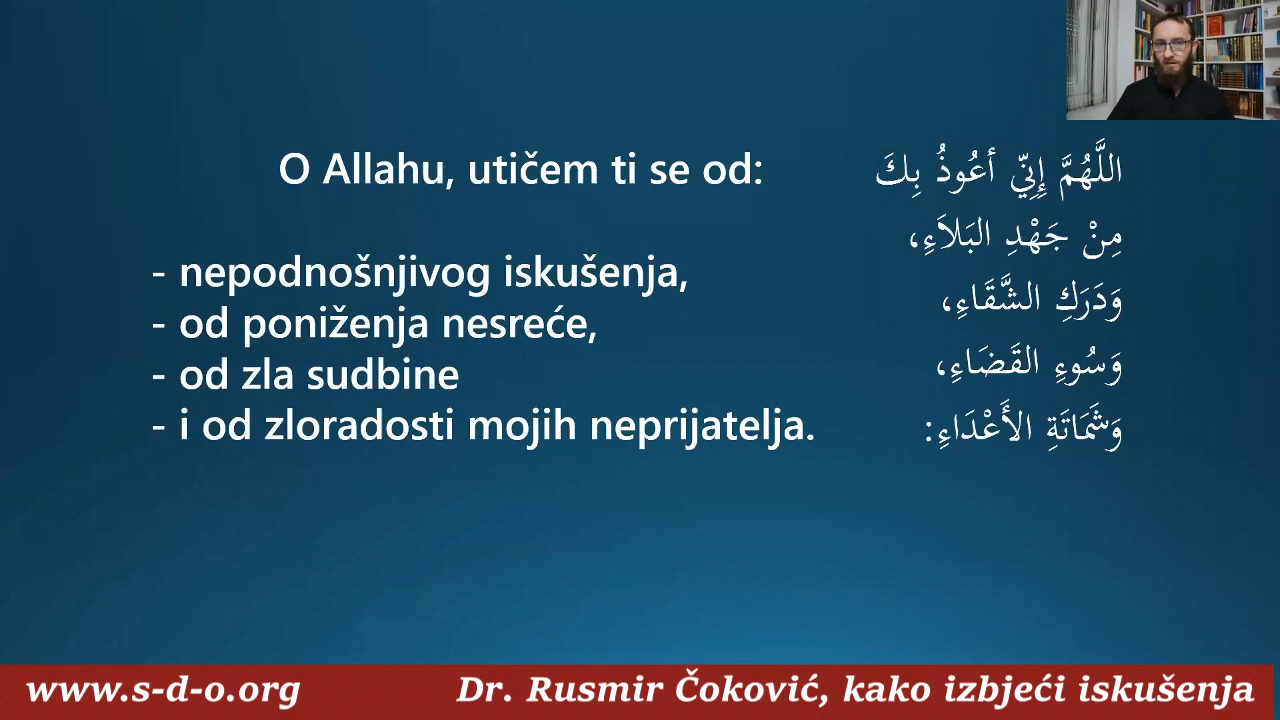 O Allahu, utičem ti se od:
- nepodnošnjivog iskušenja,
- od poniženja nesreće,
- od zla sudbine
- i od zloradosti mojih neprijatelja.
اللَّهُمَّ إِنِّي أعُوذُ بِكَ
مِنْ جَهْدِ البَلاَءِ،
وَدَرَكِ الشَّقَاءِ،
وَسُوءِ القَضَاءِ،
وَشَمَاتَةِ الأَعْدَاءِ:
www.s-d-o.org
Dr. Rusmir Čoković, kako izbjeći iskušenja